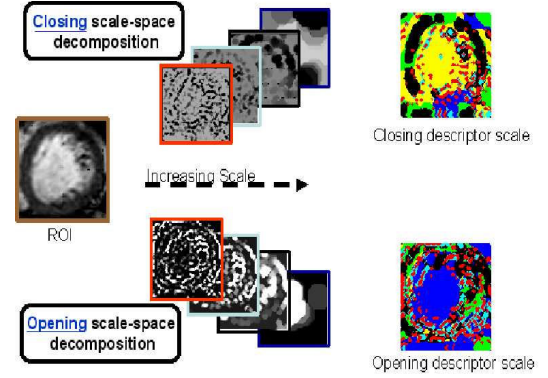 Closing scale-space
decomposition
Closing descriptor scale
Increasing Scale
ROI
Opening scale-space
decomposition
Opening descriptor scale